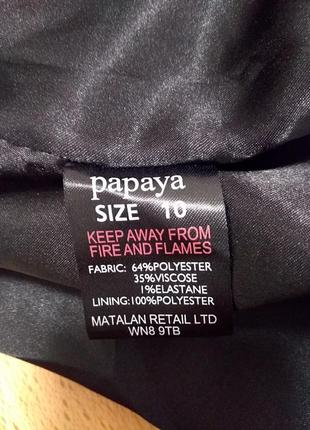 papaya
SIZE 10
KEEP AWAY FROM
FIRE AND FLAMES
FABRIC: 64%POLYESTER
35%VISCOSE
1%ELASTANE
LINING:100%POLYESTER
MATALAN RETAIL LTD
WN8 9TB